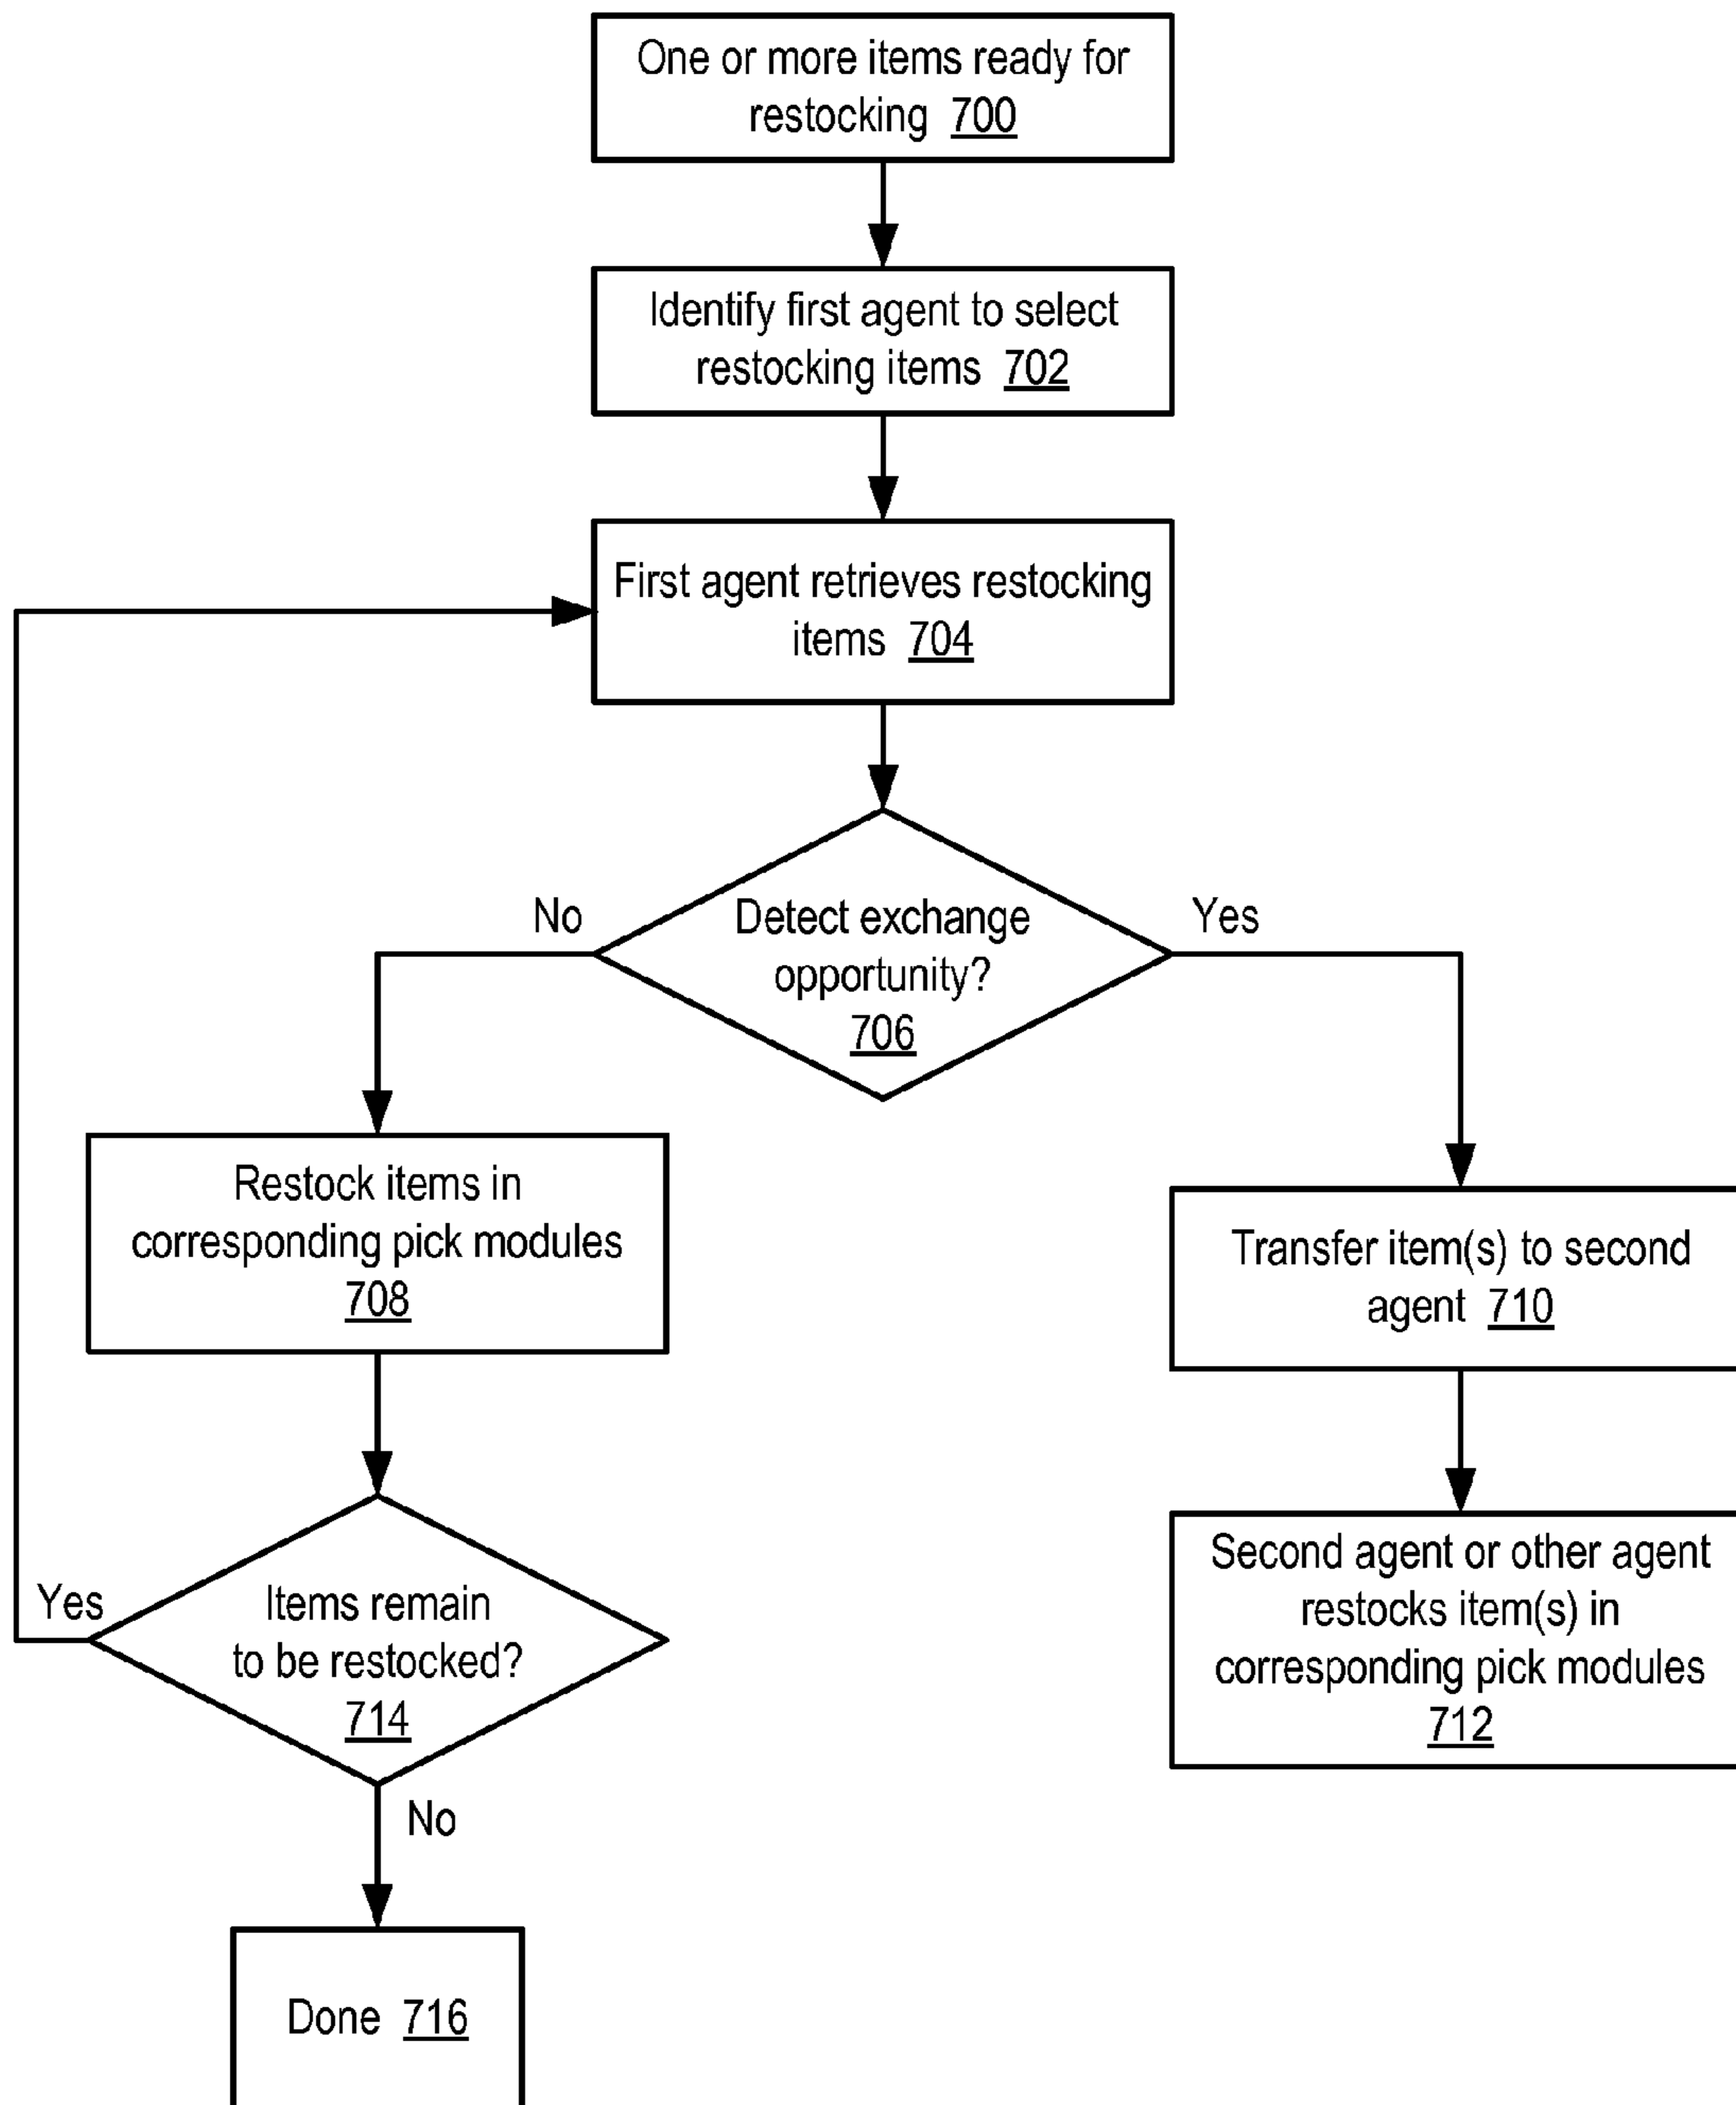 One or more items ready for
restocking 700
Identify first agent to select
restocking items 702
First agent retrieves restocking
items 704
No
Detect exchange
opportunity?
706
Yes
Restock items in
corresponding pick modules
708
Transfer item(s) to second
agent 710
Second agent or other agent
restocks item(s) in
corresponding pick modules
712
Yes
Items remain
to be restocked?
714
No
Done 716